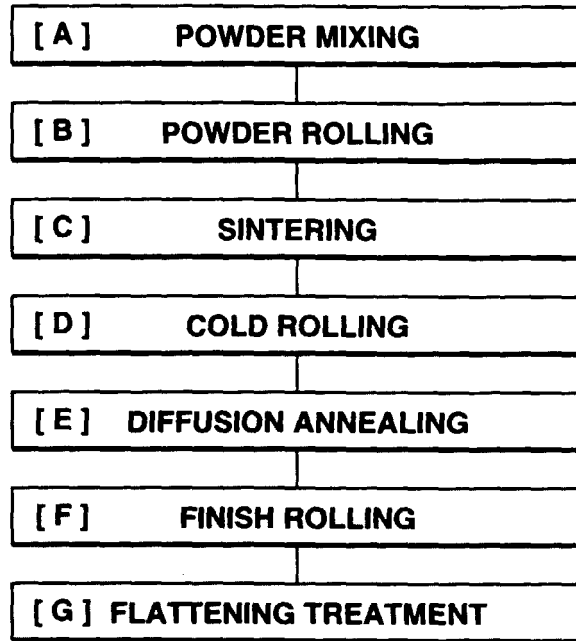 [ A ] POWDER MIXING
[ B ] POWDER ROLLING
[ C ] SINTERING
[ D ] COLD ROLLING
[ E ] DIFFUSION ANNEALING
[ F ] FINISH ROLLING
[ G ] FLATTENING TREATMENT